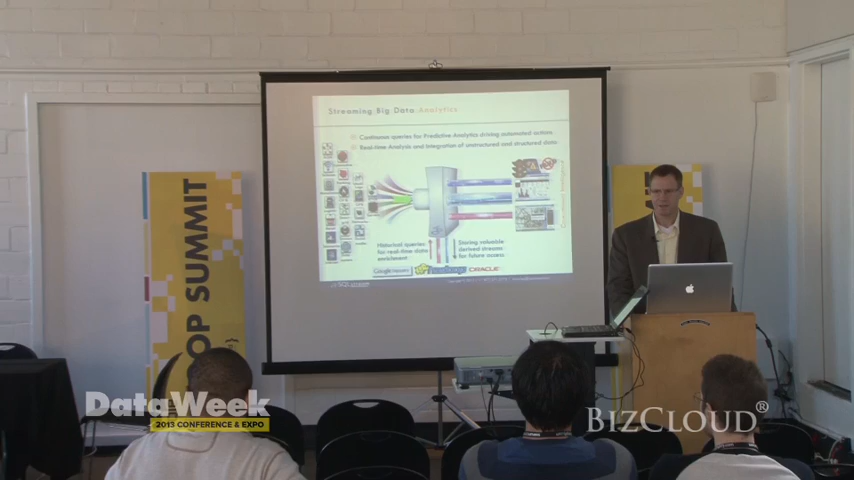 Streaming Big Data Analytics
Continuous queries for Predictive Analytics driving automated actions
Real-time Analysis and Integration of unstructured and structured data
Historical queries
for real-time data
enrichment
Storing valuable
derived streams
for future access
ORACLE
OP SUMMIT
DataWeek
2013 CONFERENCE & EXPO
BIZCLOUD®